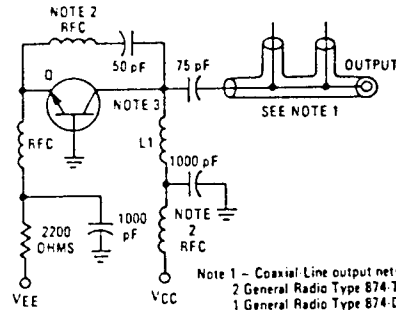 NOTE 2
RFC
50 pF
75 pF
OUTPUT
Q
NOTE 3
SEE NOTE 1
RFC
L1
1000 pF
2200
OHMS
1000
pF
NOTE
2
RFC
VEE
VCC
Note 1 – Coaxial-Line output net
2 General Radio Type 874-T
1 General Radio Type 874-D